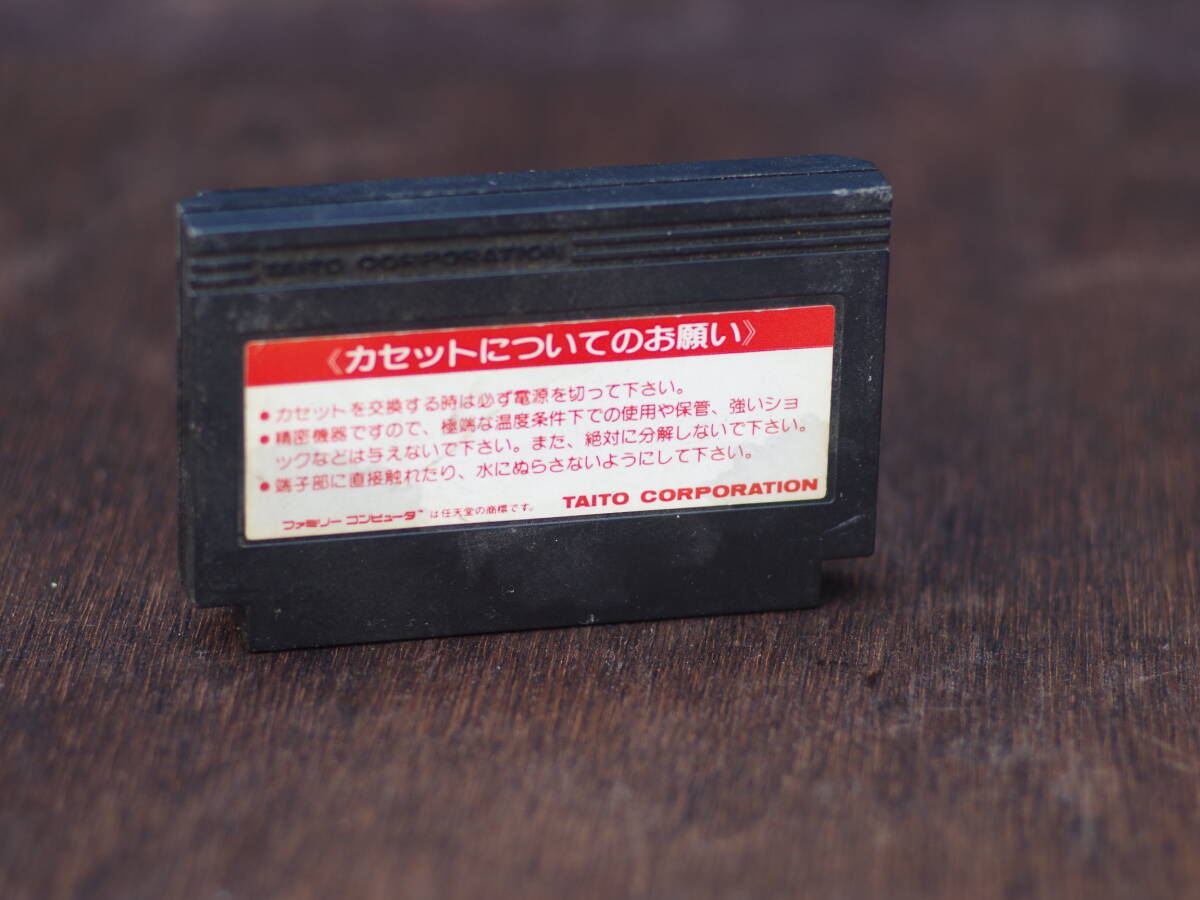 TAITO CORPORATION
《カセットについてのお願い》
● カセットを交換する時は必ず電源を切って下さい。
● 精密機器ですので、極端な温度条件下での使用や保管、強いショ
ックなどは与えないで下さい。また、絶対に分解しないで下さい。
● 端子部に直接触れたり、水にぬらさないようにして下さい。
ファミリー コンピュータ™ は任天堂の商標です。 TAITO CORPORATION